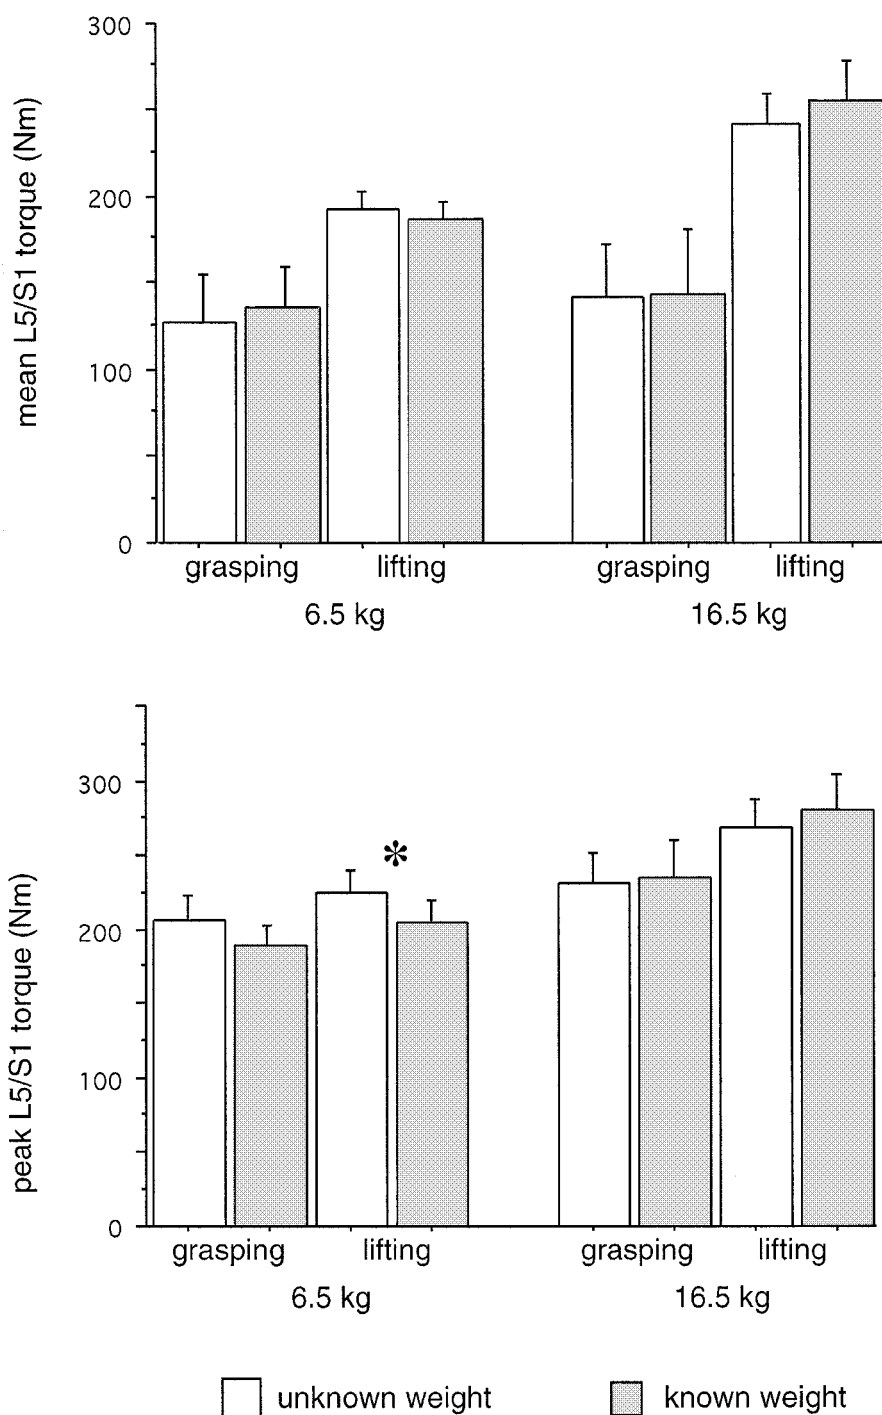 300
200
100
0
mean L5/S1 torque (Nm)
grasping lifting grasping lifting
6.5 kg 16.5 kg
300
200
100
0
peak L5/S1 torque (Nm)
*
grasping lifting grasping lifting
6.5 kg 16.5 kg
unknown weight known weight